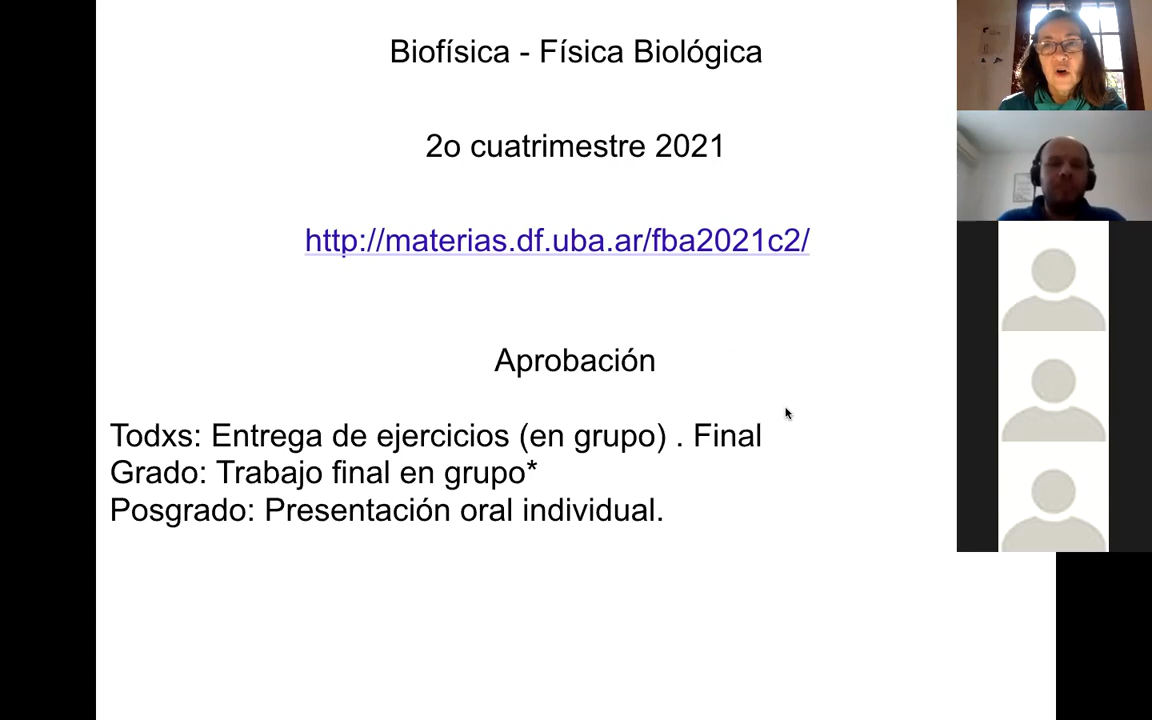 Biofísica - Física Biológica
2o cuatrimestre 2021
http://materias.df.uba.ar/fba2021c2/
Aprobación
Todxs: Entrega de ejercicios (en grupo) . Final
Grado: Trabajo final en grupo*
Posgrado: Presentación oral individual.